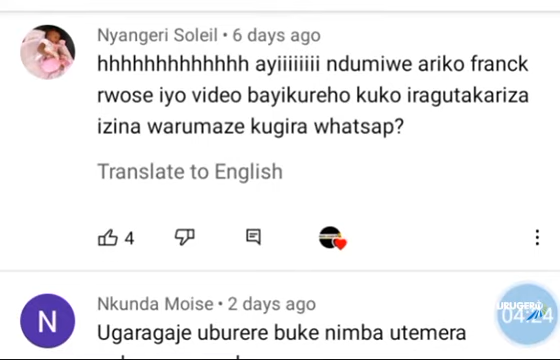 Nyangeri Soleil • 6 days ago
hhhhhhhhhhhhh ayiiiiiiii ndumiwe ariko franck
rwose iyo video bayikureho kuko iragutakariza
izina warumaze kugira whatsap?
Translate to English
4
N
Nkunda Moise • 2 days ago
Ugaragaje uburere buke nimba utemera
URUGERO
04:24